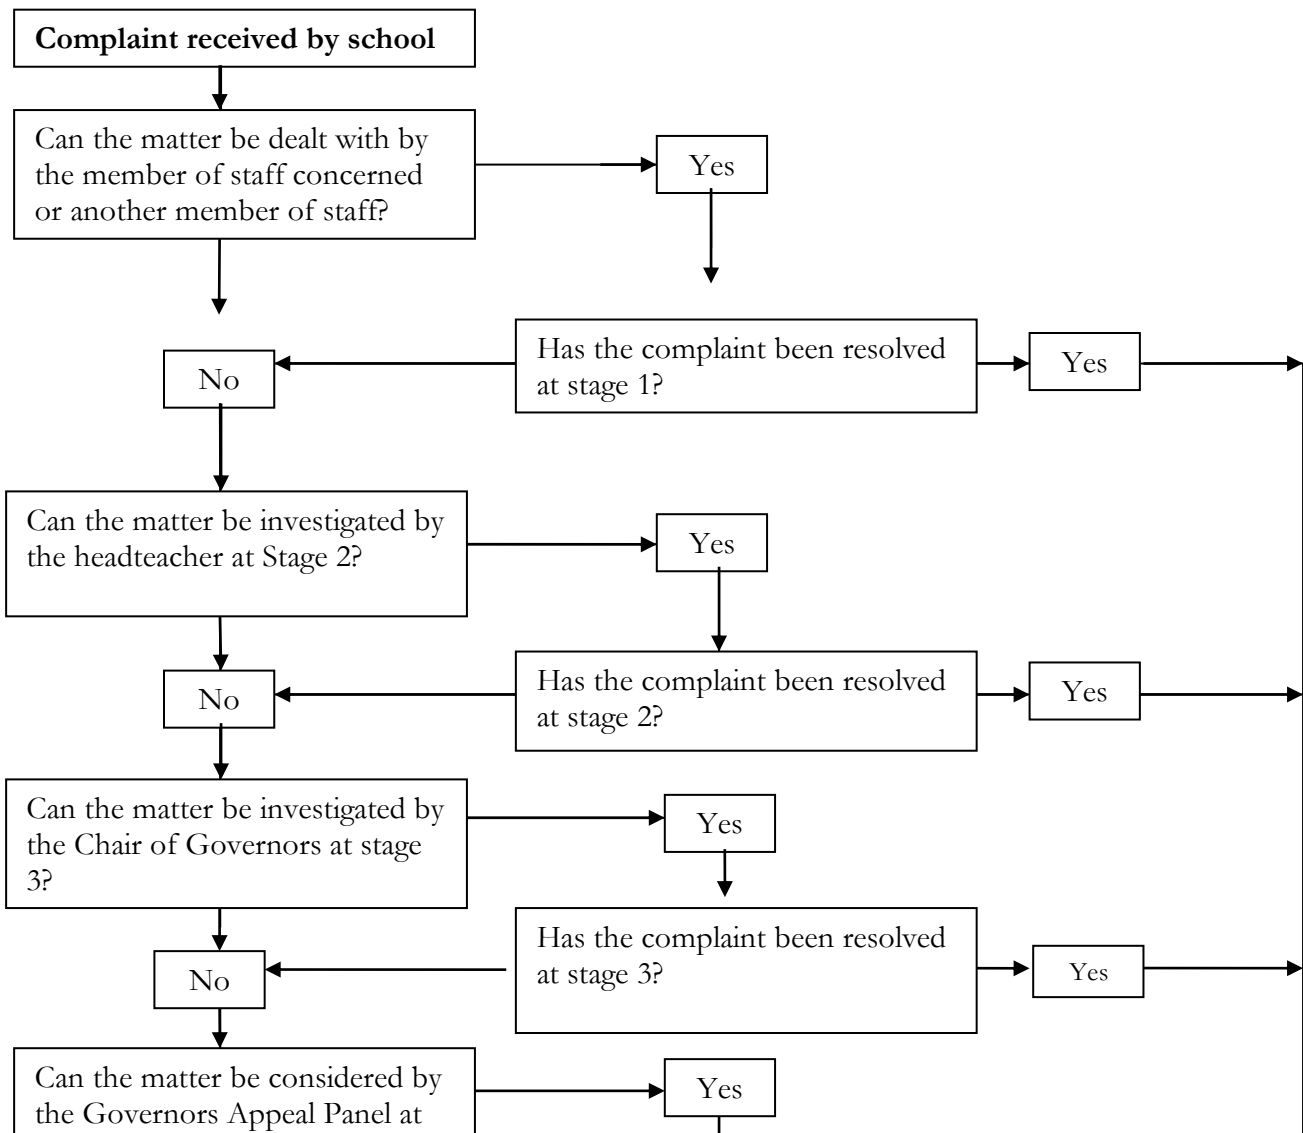 Complaint received by school
Can the matter be dealt with by
the member of staff concerned
or another member of staff?
Yes
Has the complaint been resolved
at stage 1?
Yes
No
Can the matter be investigated by
the headteacher at Stage 2?
Yes
Has the complaint been resolved
at stage 2?
Yes
No
Can the matter be investigated by
the Chair of Governors at stage
3?
Yes
Has the complaint been resolved
at stage 3?
Yes
No
Can the matter be considered by
the Governors Appeal Panel at
Yes